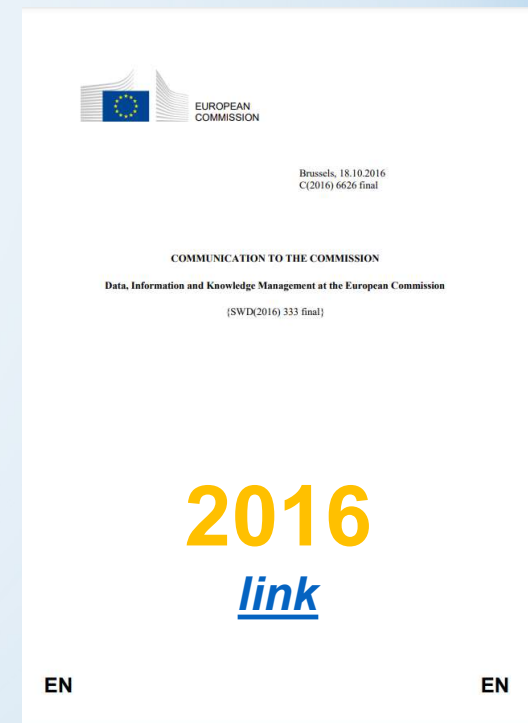 EUROPEAN
COMMISSION
Brussels, 18.10.2016
C(2016) 6626 final
COMMUNICATION TO THE COMMISSION
Data, Information and Knowledge Management at the European Commission
{SWD(2016) 333 final}
2016
link
EN EN